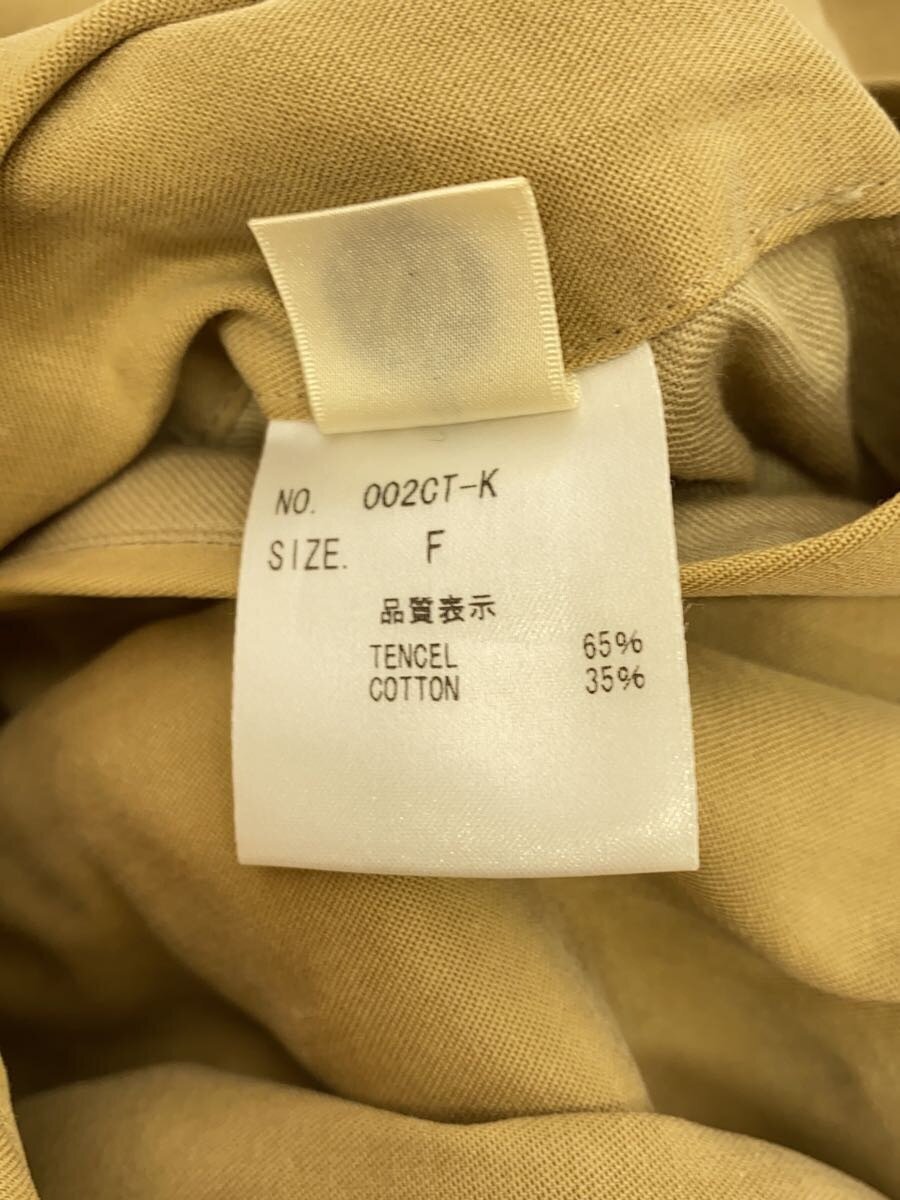 NO. 002CT-K
SIZE. F
品質表示
TENCEL 65%
COTTON 35%